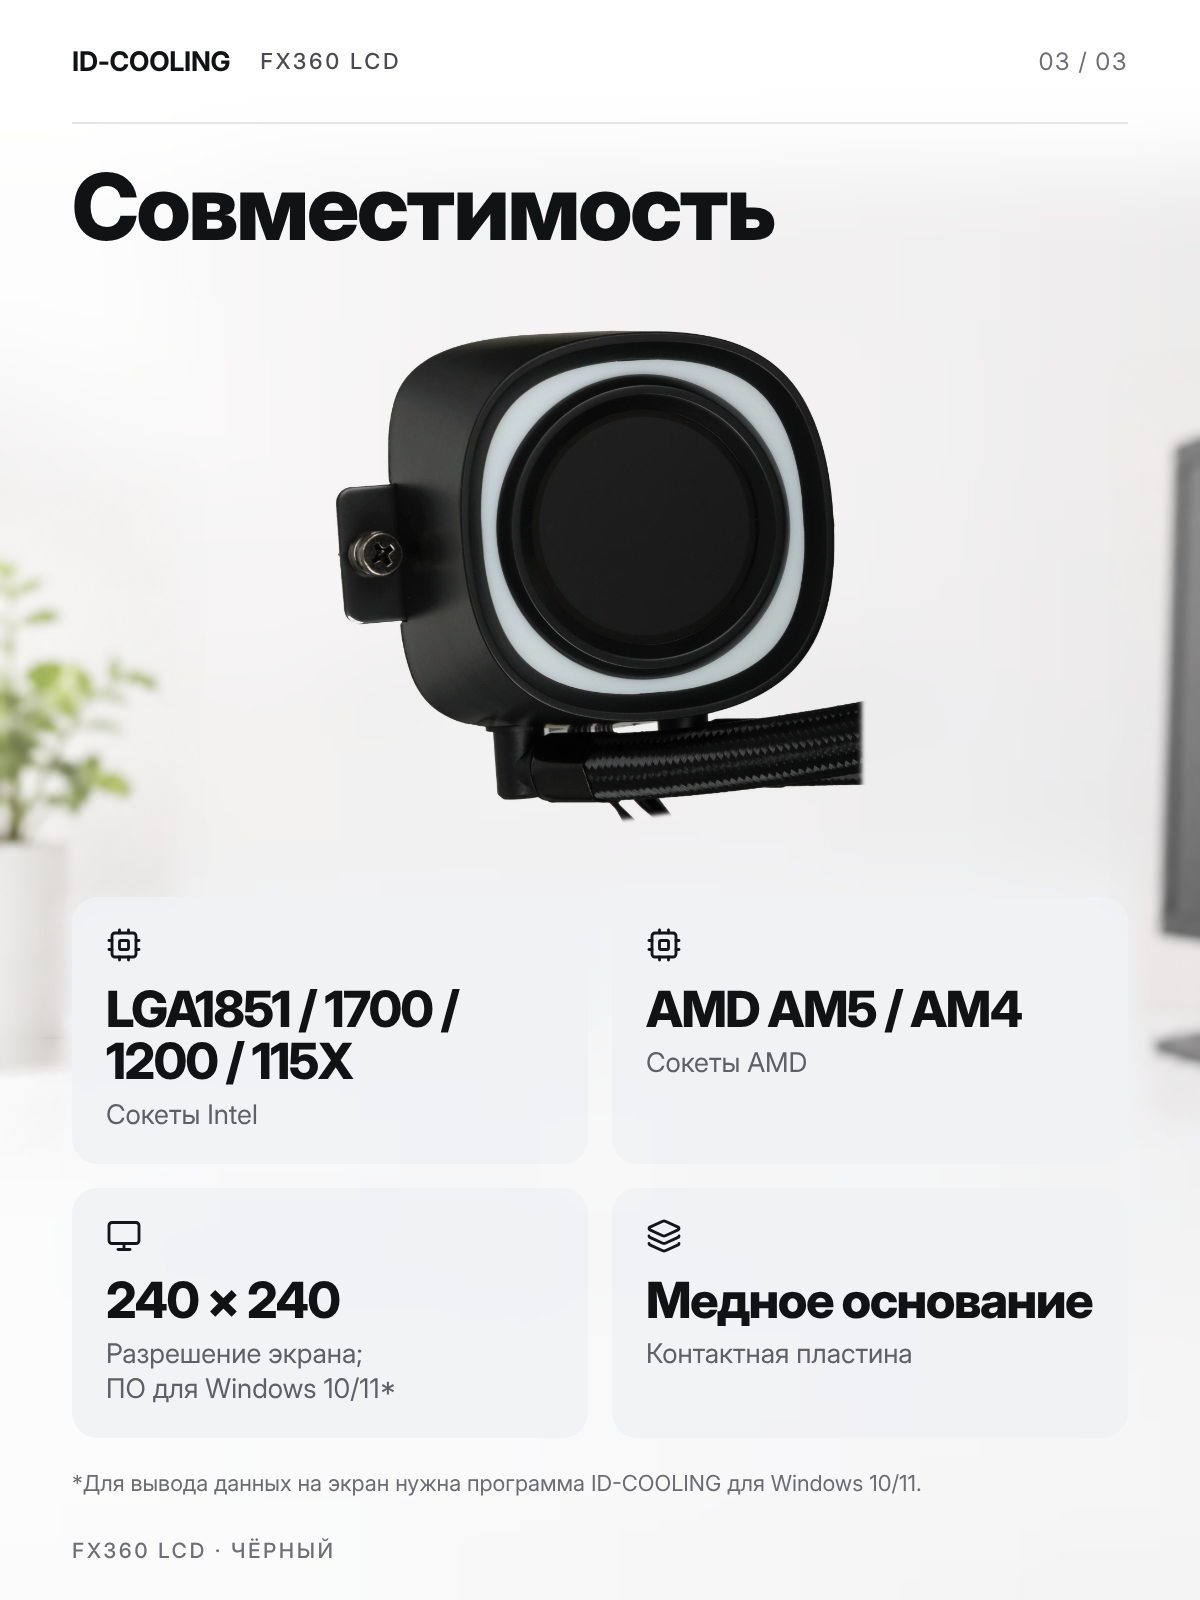 ID-COOLING FX360 LCD 03 / 03
Совместимость
LGA1851 / 1700 /
1200 / 115X
Сокеты Intel
AMD AM5 / AM4
Сокеты AMD
240 × 240
Разрешение экрана;
ПО для Windows 10/11*
Медное основание
Контактная пластина
*Для вывода данных на экран нужна программа ID-COOLING для Windows 10/11.
FX360 LCD · ЧЁРНЫЙ